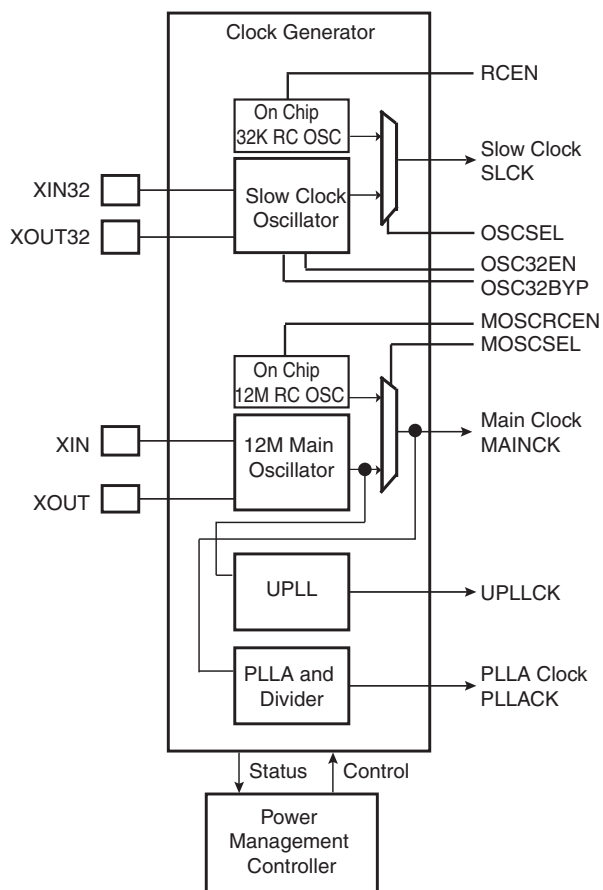 Clock Generator
RCEN
On Chip
32K RC OSC
Slow Clock
SLCK
XIN32
Slow Clock
Oscillator
XOUT32
OSCSEL
OSC32EN
OSC32BYP
MOSCRCEN
MOSCSEL
On Chip
12M RC OSC
Main Clock
MAINCK
XIN
12M Main
Oscillator
XOUT
UPLL
UPLLCK
PLLA and
Divider
PLLA Clock
PLLACK
Status
Control
Power
Management
Controller